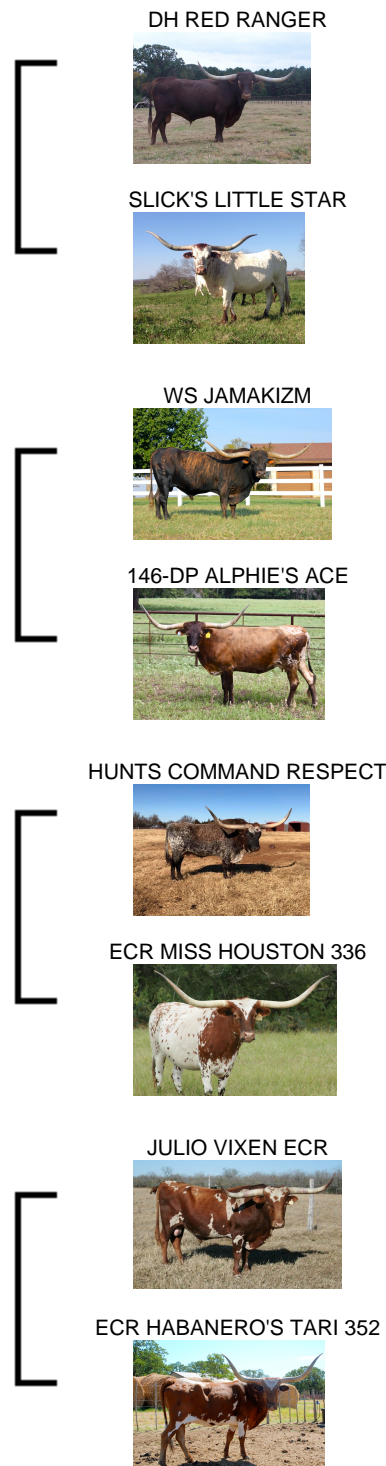 DH RED RANGER
SLICK'S LITTLE STAR
WS JAMAKIZM
146-DP ALPHIE'S ACE
HUNTS COMMAND RESPECT
ECR MISS HOUSTON 336
JULIO VIXEN ECR
ECR HABANERO'S TARI 352